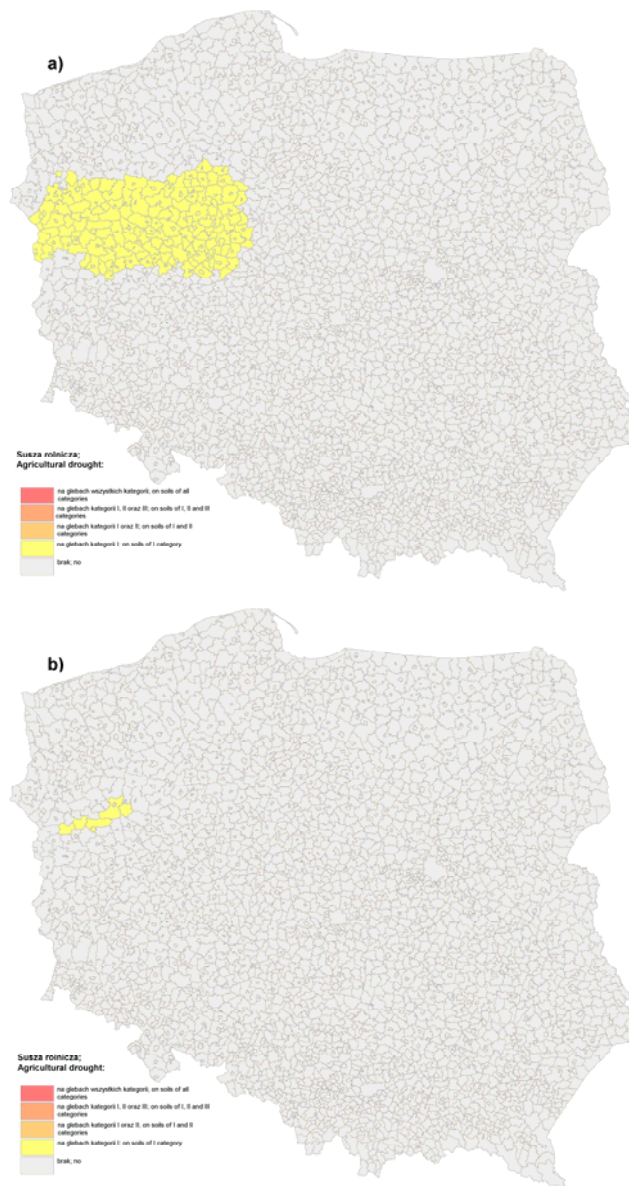 a)
Susza rolnicza;
Agricultural drought:
na glebach wszystkich kategorii; on soils of all
categories
na glebach kategorii I, II oraz III; on soils of I, II and III
categories
na glebach kategorii I oraz II; on soils of I and II
categories
na glebach kategorii I; on soils of I category
brak; no
b)
Susza rolnicza;
Agricultural drought:
na glebach wszystkich kategorii; on soils of all
categories
na glebach kategorii I, II oraz III; on soils of I, II and III
categories
na glebach kategorii I oraz II; on soils of I and II
categories
na glebach kategorii I; on soils of I category
brak; no